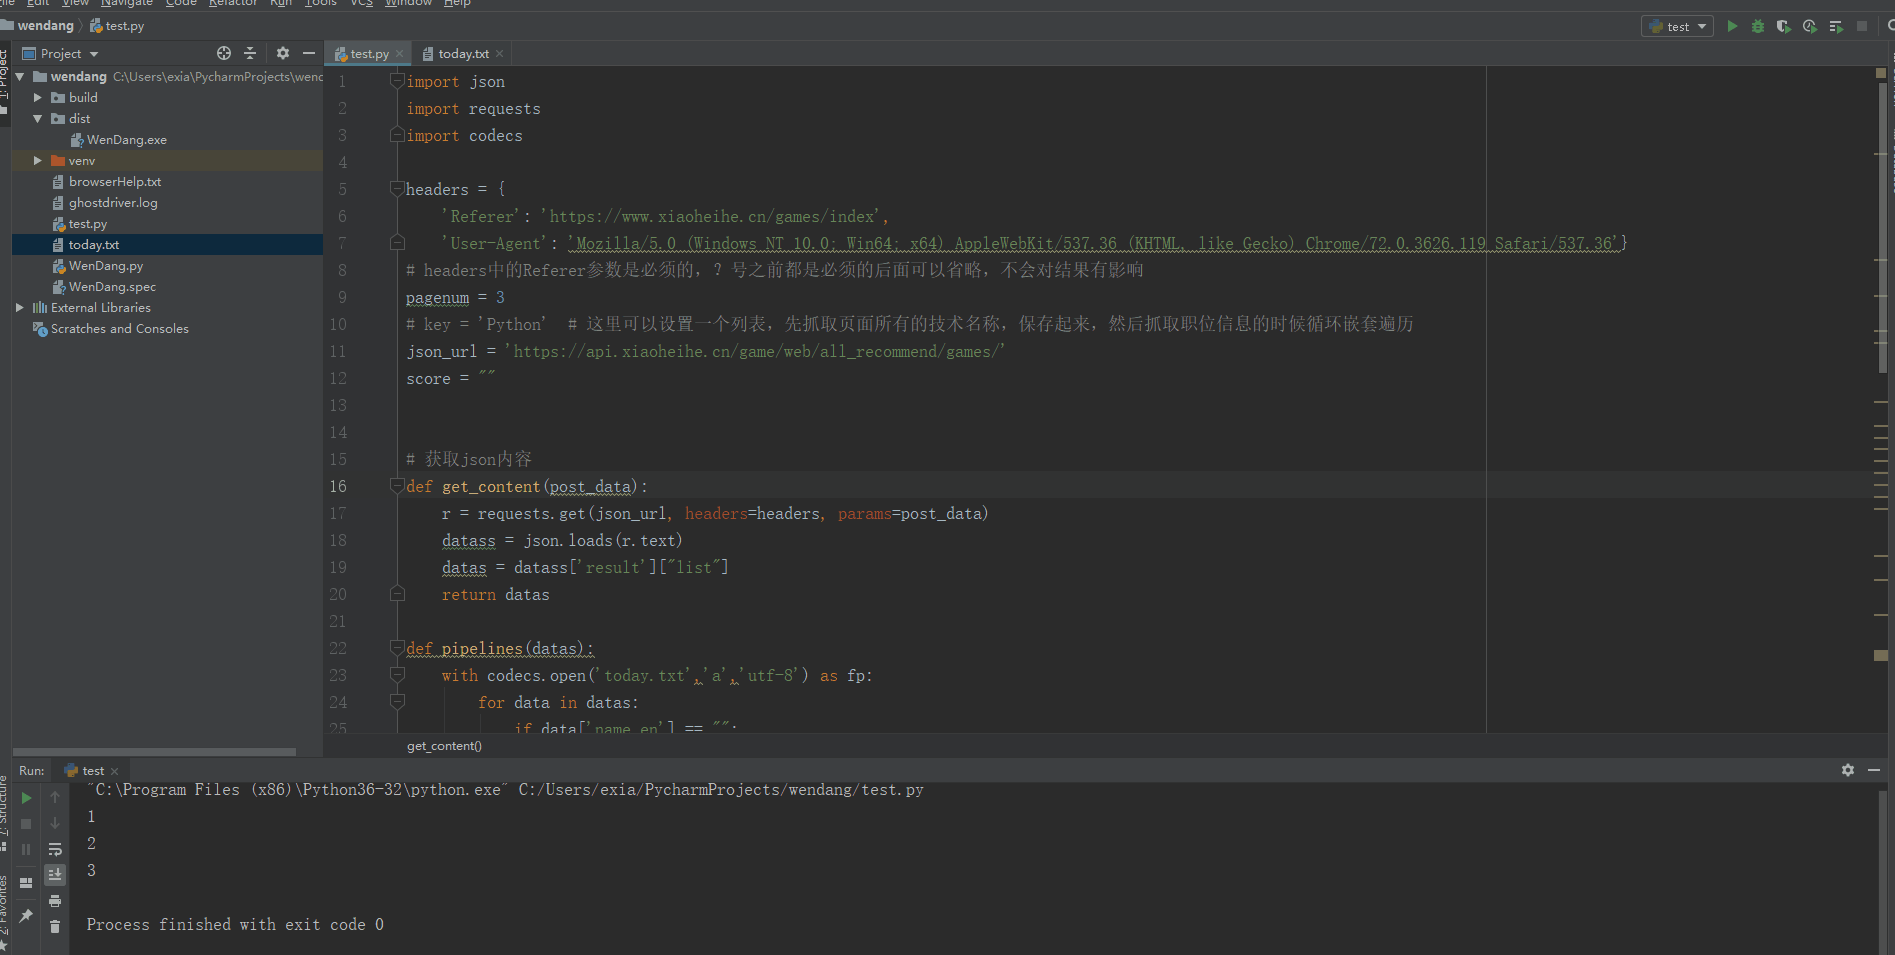 File Edit View Navigate Code Refactor Run Tools VCS Window Help
wendang test.py
test
1: Project
Project
wendang C:\Users\exia\PycharmProjects\wend
build
dist
WenDang.exe
venv
browserHelp.txt
ghostdriver.log
test.py
today.txt
WenDang.py
WenDang.spec
External Libraries
Scratches and Consoles
test.py today.txt
1 import json
2 import requests
3 import codecs
4
5 headers = {
6 'Referer': 'https://www.xiaoheihe.cn/games/index',
7 'User-Agent': 'Mozilla/5.0 (Windows NT 10.0; Win64; x64) AppleWebKit/537.36 (KHTML, like Gecko) Chrome/72.0.3626.119 Safari/537.36'}
8 # headers中的Referer参数是必须的，？号之前都是必须的后面可以省略，不会对结果有影响
9 pagenum = 3
10 # key = 'Python' # 这里可以设置一个列表，先抓取页面所有的技术名称，保存起来，然后抓取职位信息的时候循环嵌套遍历
11 json_url = 'https://api.xiaoheihe.cn/game/web/all_recommend/games/'
12 score = ""
13
14
15 # 获取json内容
16 def get_content(post_data):
17 r = requests.get(json_url, headers=headers, params=post_data)
18 datass = json.loads(r.text)
19 datas = datass['result']["list"]
20 return datas
21
22 def pipelines(datas):
23 with codecs.open('today.txt','a','utf-8') as fp:
24 for data in datas:
25 if data['name_en'] == "":
get_content()
Run: test
"C:\Program Files (x86)\Python36-32\python.exe" C:/Users/exia/PycharmProjects/wendang/test.py
1
2
3
Process finished with exit code 0
7: Structure
2: Favorites